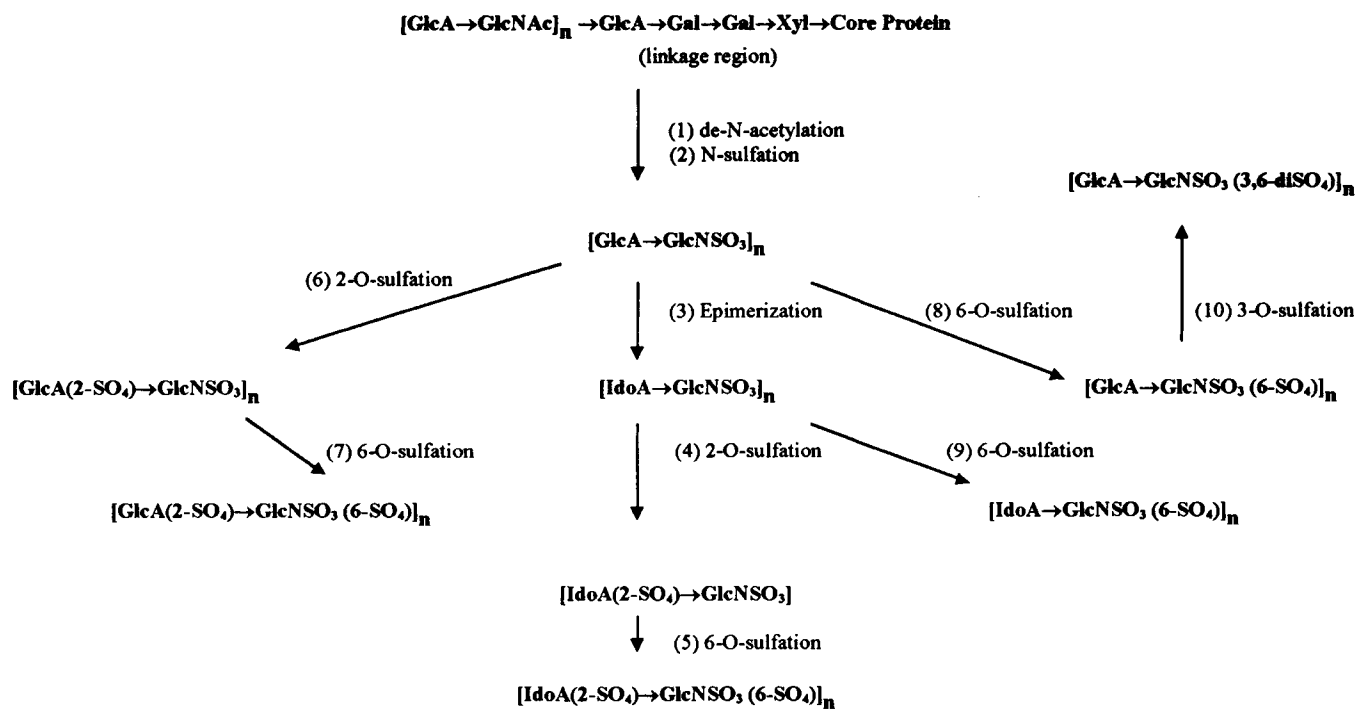 [GlcA→GlcNAc]n →GlcA→Gal→Gal→Xyl→Core Protein
(linkage region)
(1) de-N-acetylation
(2) N-sulfation
[GlcA→GlcNSO3 (3,6-diSO4)]n
[GlcA→GlcNSO3]n
(6) 2-O-sulfation
(3) Epimerization
(8) 6-O-sulfation
(10) 3-O-sulfation
[GlcA(2-SO4)→GlcNSO3]n
[IdoA→GlcNSO3]n
[GlcA→GlcNSO3 (6-SO4)]n
(7) 6-O-sulfation
(4) 2-O-sulfation
(9) 6-O-sulfation
[GlcA(2-SO4)→GlcNSO3 (6-SO4)]n
[IdoA→GlcNSO3 (6-SO4)]n
[IdoA(2-SO4)→GlcNSO3]
(5) 6-O-sulfation
[IdoA(2-SO4)→GlcNSO3 (6-SO4)]n